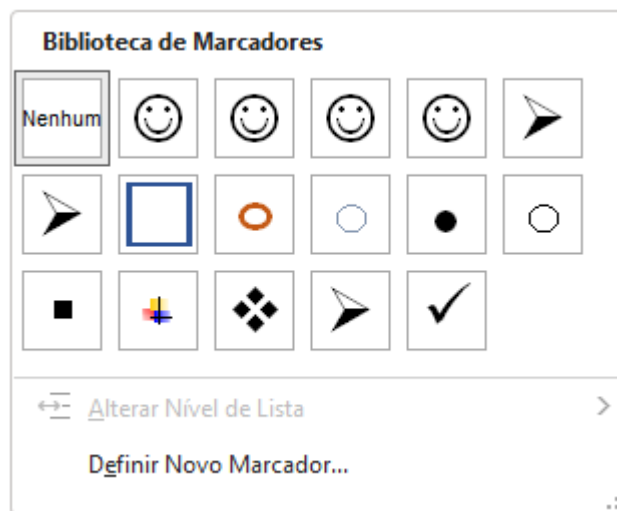 Biblioteca de Marcadores
Nenhum
Alterar Nível de Lista
Definir Novo Marcador...